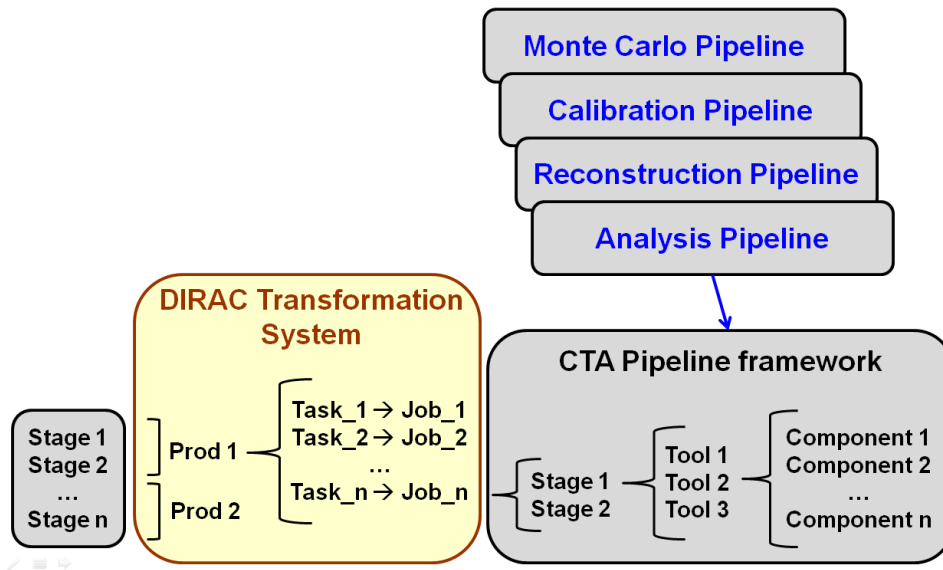 Monte Carlo Pipeline
Calibration Pipeline
Reconstruction Pipeline
Analysis Pipeline
DIRAC Transformation
System
CTA Pipeline framework
Stage 1
Stage 2
...
Stage n
Prod 1
Prod 2
Task_1 → Job_1
Task_2 → Job_2
...
Task_n → Job_n
Stage 1
Stage 2
Tool 1
Tool 2
Tool 3
Component 1
Component 2
...
Component n